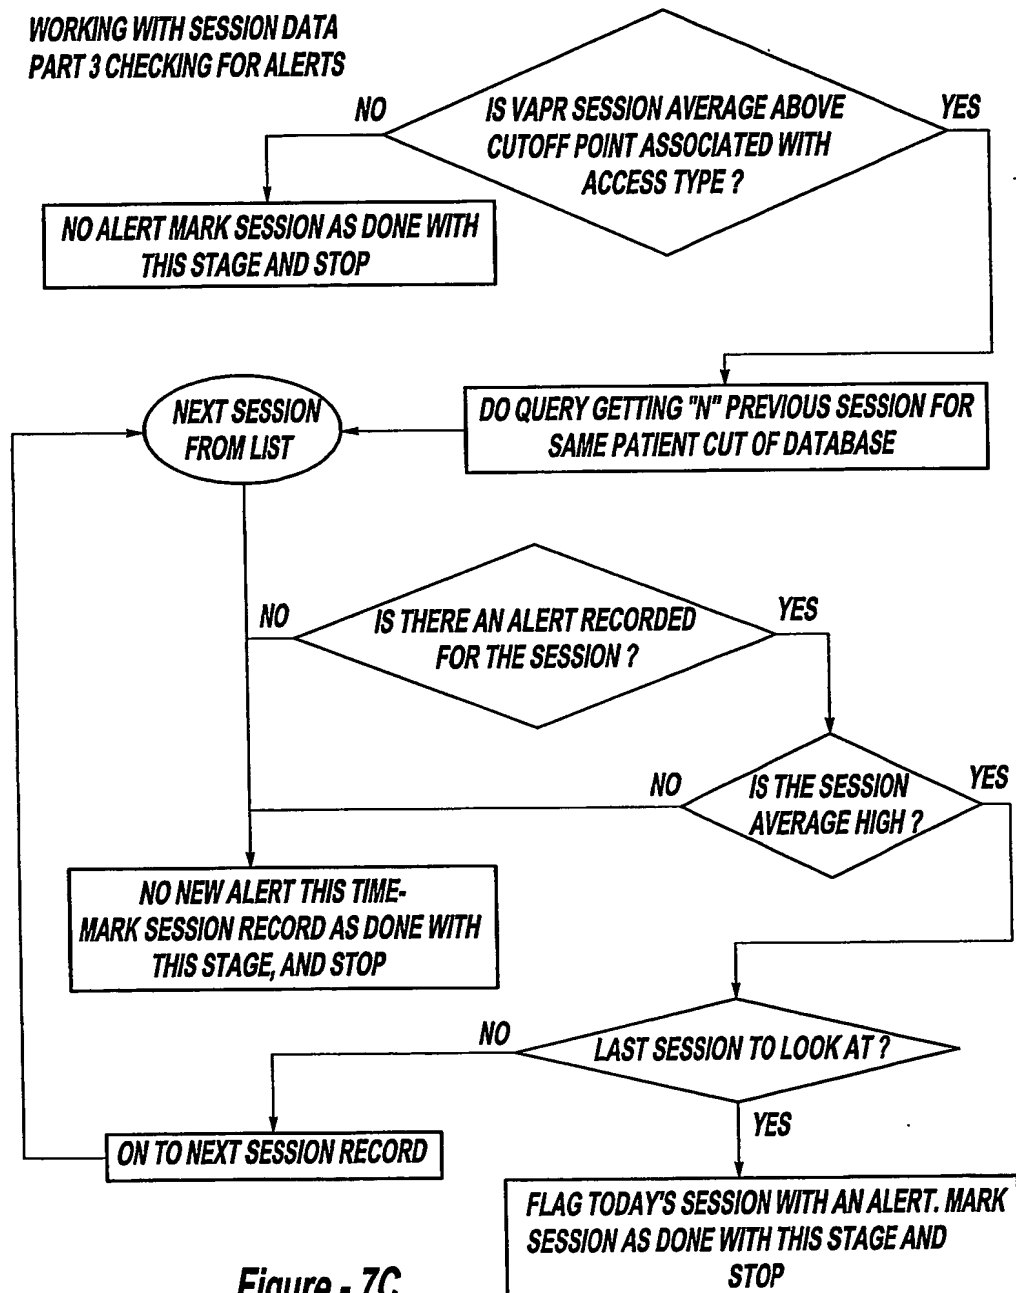 WORKING WITH SESSION DATA
PART 3 CHECKING FOR ALERTS
NO
IS VAPR SESSION AVERAGE ABOVE
CUTOFF POINT ASSOCIATED WITH
ACCESS TYPE ?
YES
NO ALERT MARK SESSION AS DONE WITH
THIS STAGE AND STOP
NEXT SESSION
FROM LIST
DO QUERY GETTING "N" PREVIOUS SESSION FOR
SAME PATIENT CUT OF DATABASE
NO
IS THERE AN ALERT RECORDED
FOR THE SESSION ?
YES
NO
IS THE SESSION
AVERAGE HIGH ?
YES
NO NEW ALERT THIS TIME-
MARK SESSION RECORD AS DONE WITH
THIS STAGE, AND STOP
NO
LAST SESSION TO LOOK AT ?
YES
ON TO NEXT SESSION RECORD
FLAG TODAY'S SESSION WITH AN ALERT. MARK
SESSION AS DONE WITH THIS STAGE AND
STOP
Figure - 7C